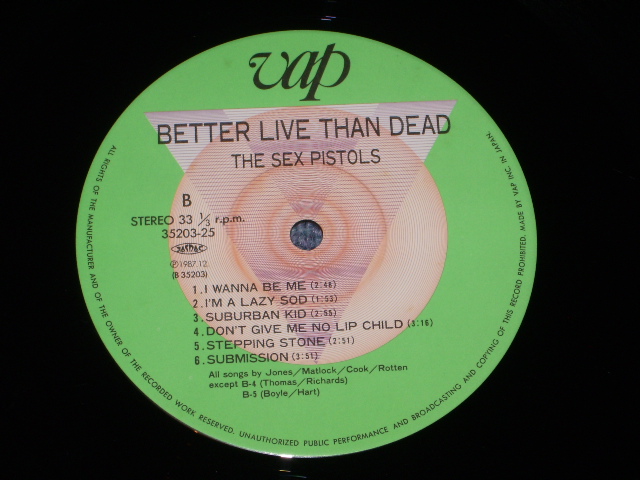 vap
BETTER LIVE THAN DEAD
THE SEX PISTOLS
B
STEREO 33 1/3 r.p.m.
35203-25
JASRAC
℗1987.12
(B 35203)
1. I WANNA BE ME (2:46)
2. I'M A LAZY SOD (1:53)
3. SUBURBAN KID (2:55)
4. DON'T GIVE ME NO LIP CHILD (3:16)
5. STEPPING STONE (2:51)
6. SUBMISSION (3:51)
All songs by Jones/Matlock/Cook/Rotten
except B-4 (Thomas/Richards)
B-5 (Boyle/Hart)
ALL RIGHTS OF THE MANUFACTURER AND OF THE OWNER OF THE RECORDED WORK RESERVED. UNAUTHORIZED PUBLIC PERFORMANCE AND BROADCASTING AND COPYING OF THIS RECORD PROHIBITED. MADE BY VAP INC. IN JAPAN.